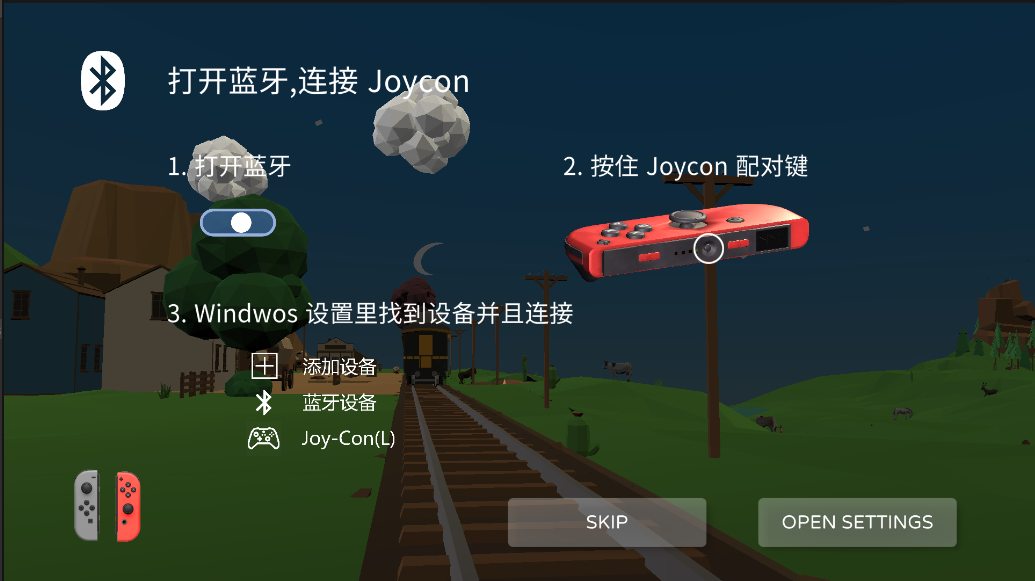 打开蓝牙,连接 Joycon
1. 打开蓝牙
2. 按住 Joycon 配对键
3. Windwos 设置里找到设备并且连接
添加设备
蓝牙设备
Joy-Con(L)
SKIP
OPEN SETTINGS